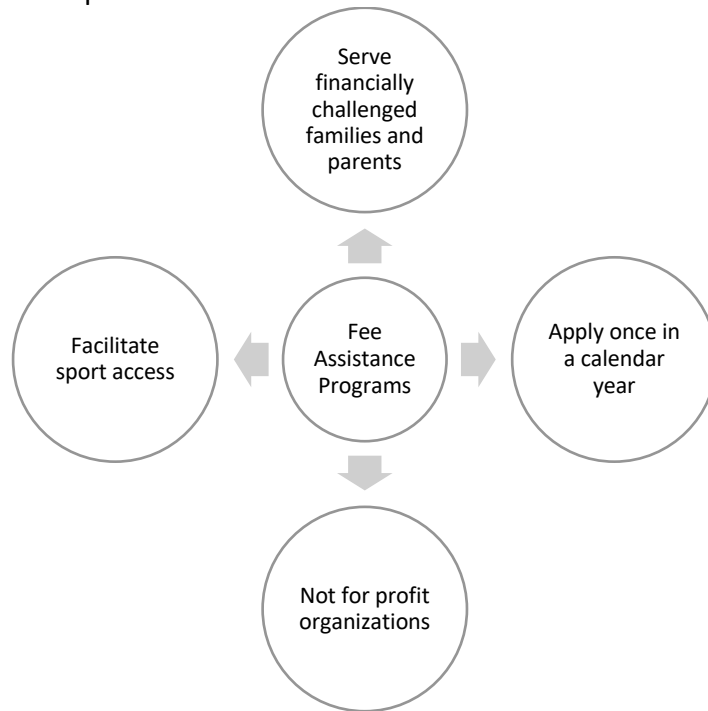 Serve
financially
challenged
families and
parents
Facilitate
sport access
Fee
Assistance
Programs
Apply once in
a calendar
year
Not for profit
organizations